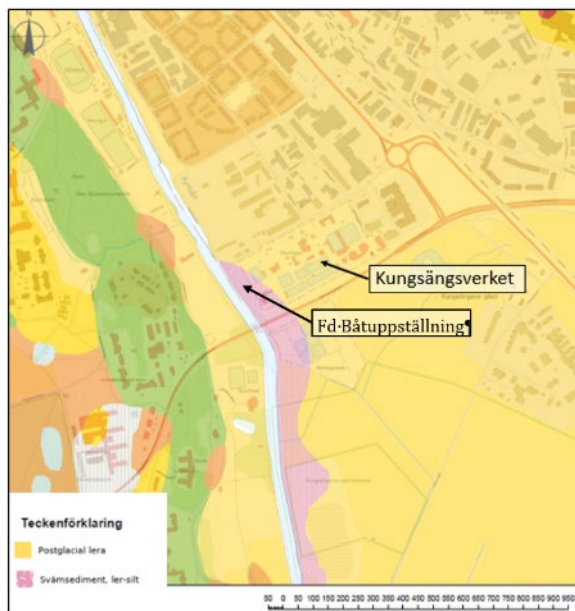 Kungsängsverket
Fd·Båtuppställning¶
Teckenförklaring
Postglacial lera
Svämsediment, ler-silt
50 0 50 100 150 200 250 300 350 400 450 500 550 600 650 700 750 800 850 900 950